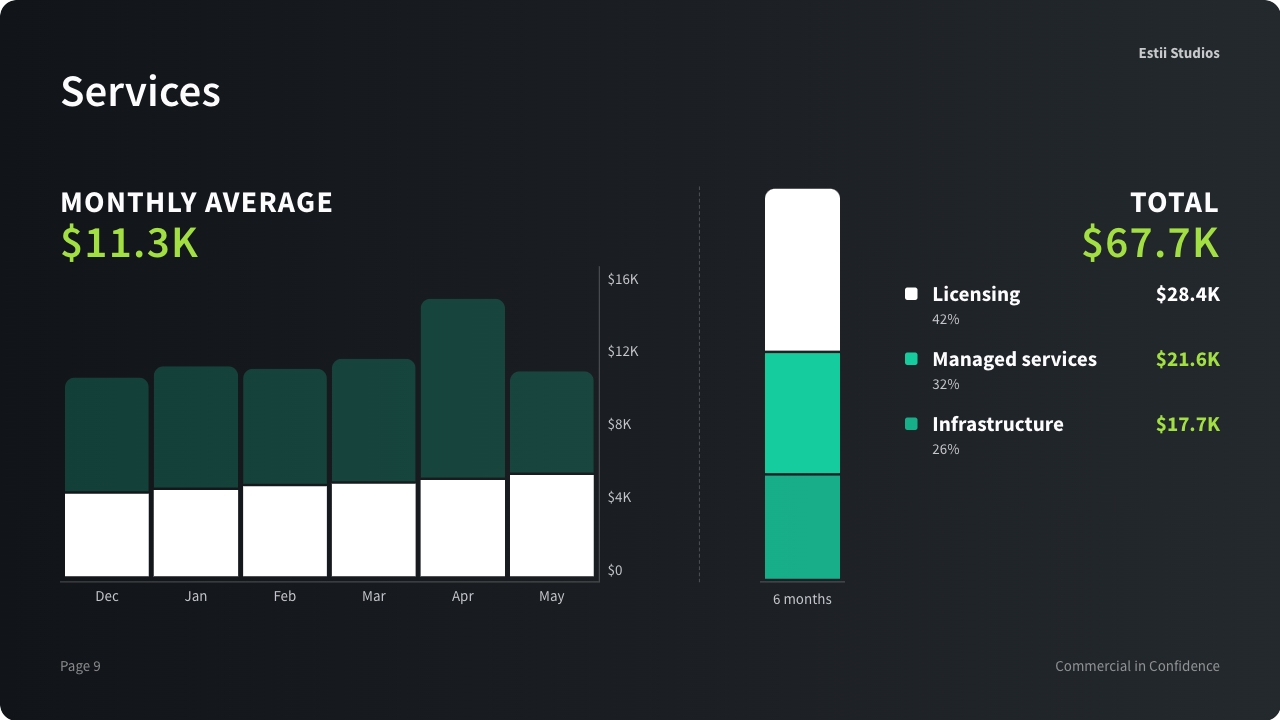 Estii Studios
Services
MONTHLY AVERAGE
$11.3K
$16K
$12K
$8K
$4K
$0
Dec Jan Feb Mar Apr May
6 months
TOTAL
$67.7K
Licensing $28.4K
42%
Managed services $21.6K
32%
Infrastructure $17.7K
26%
Page 9
Commercial in Confidence